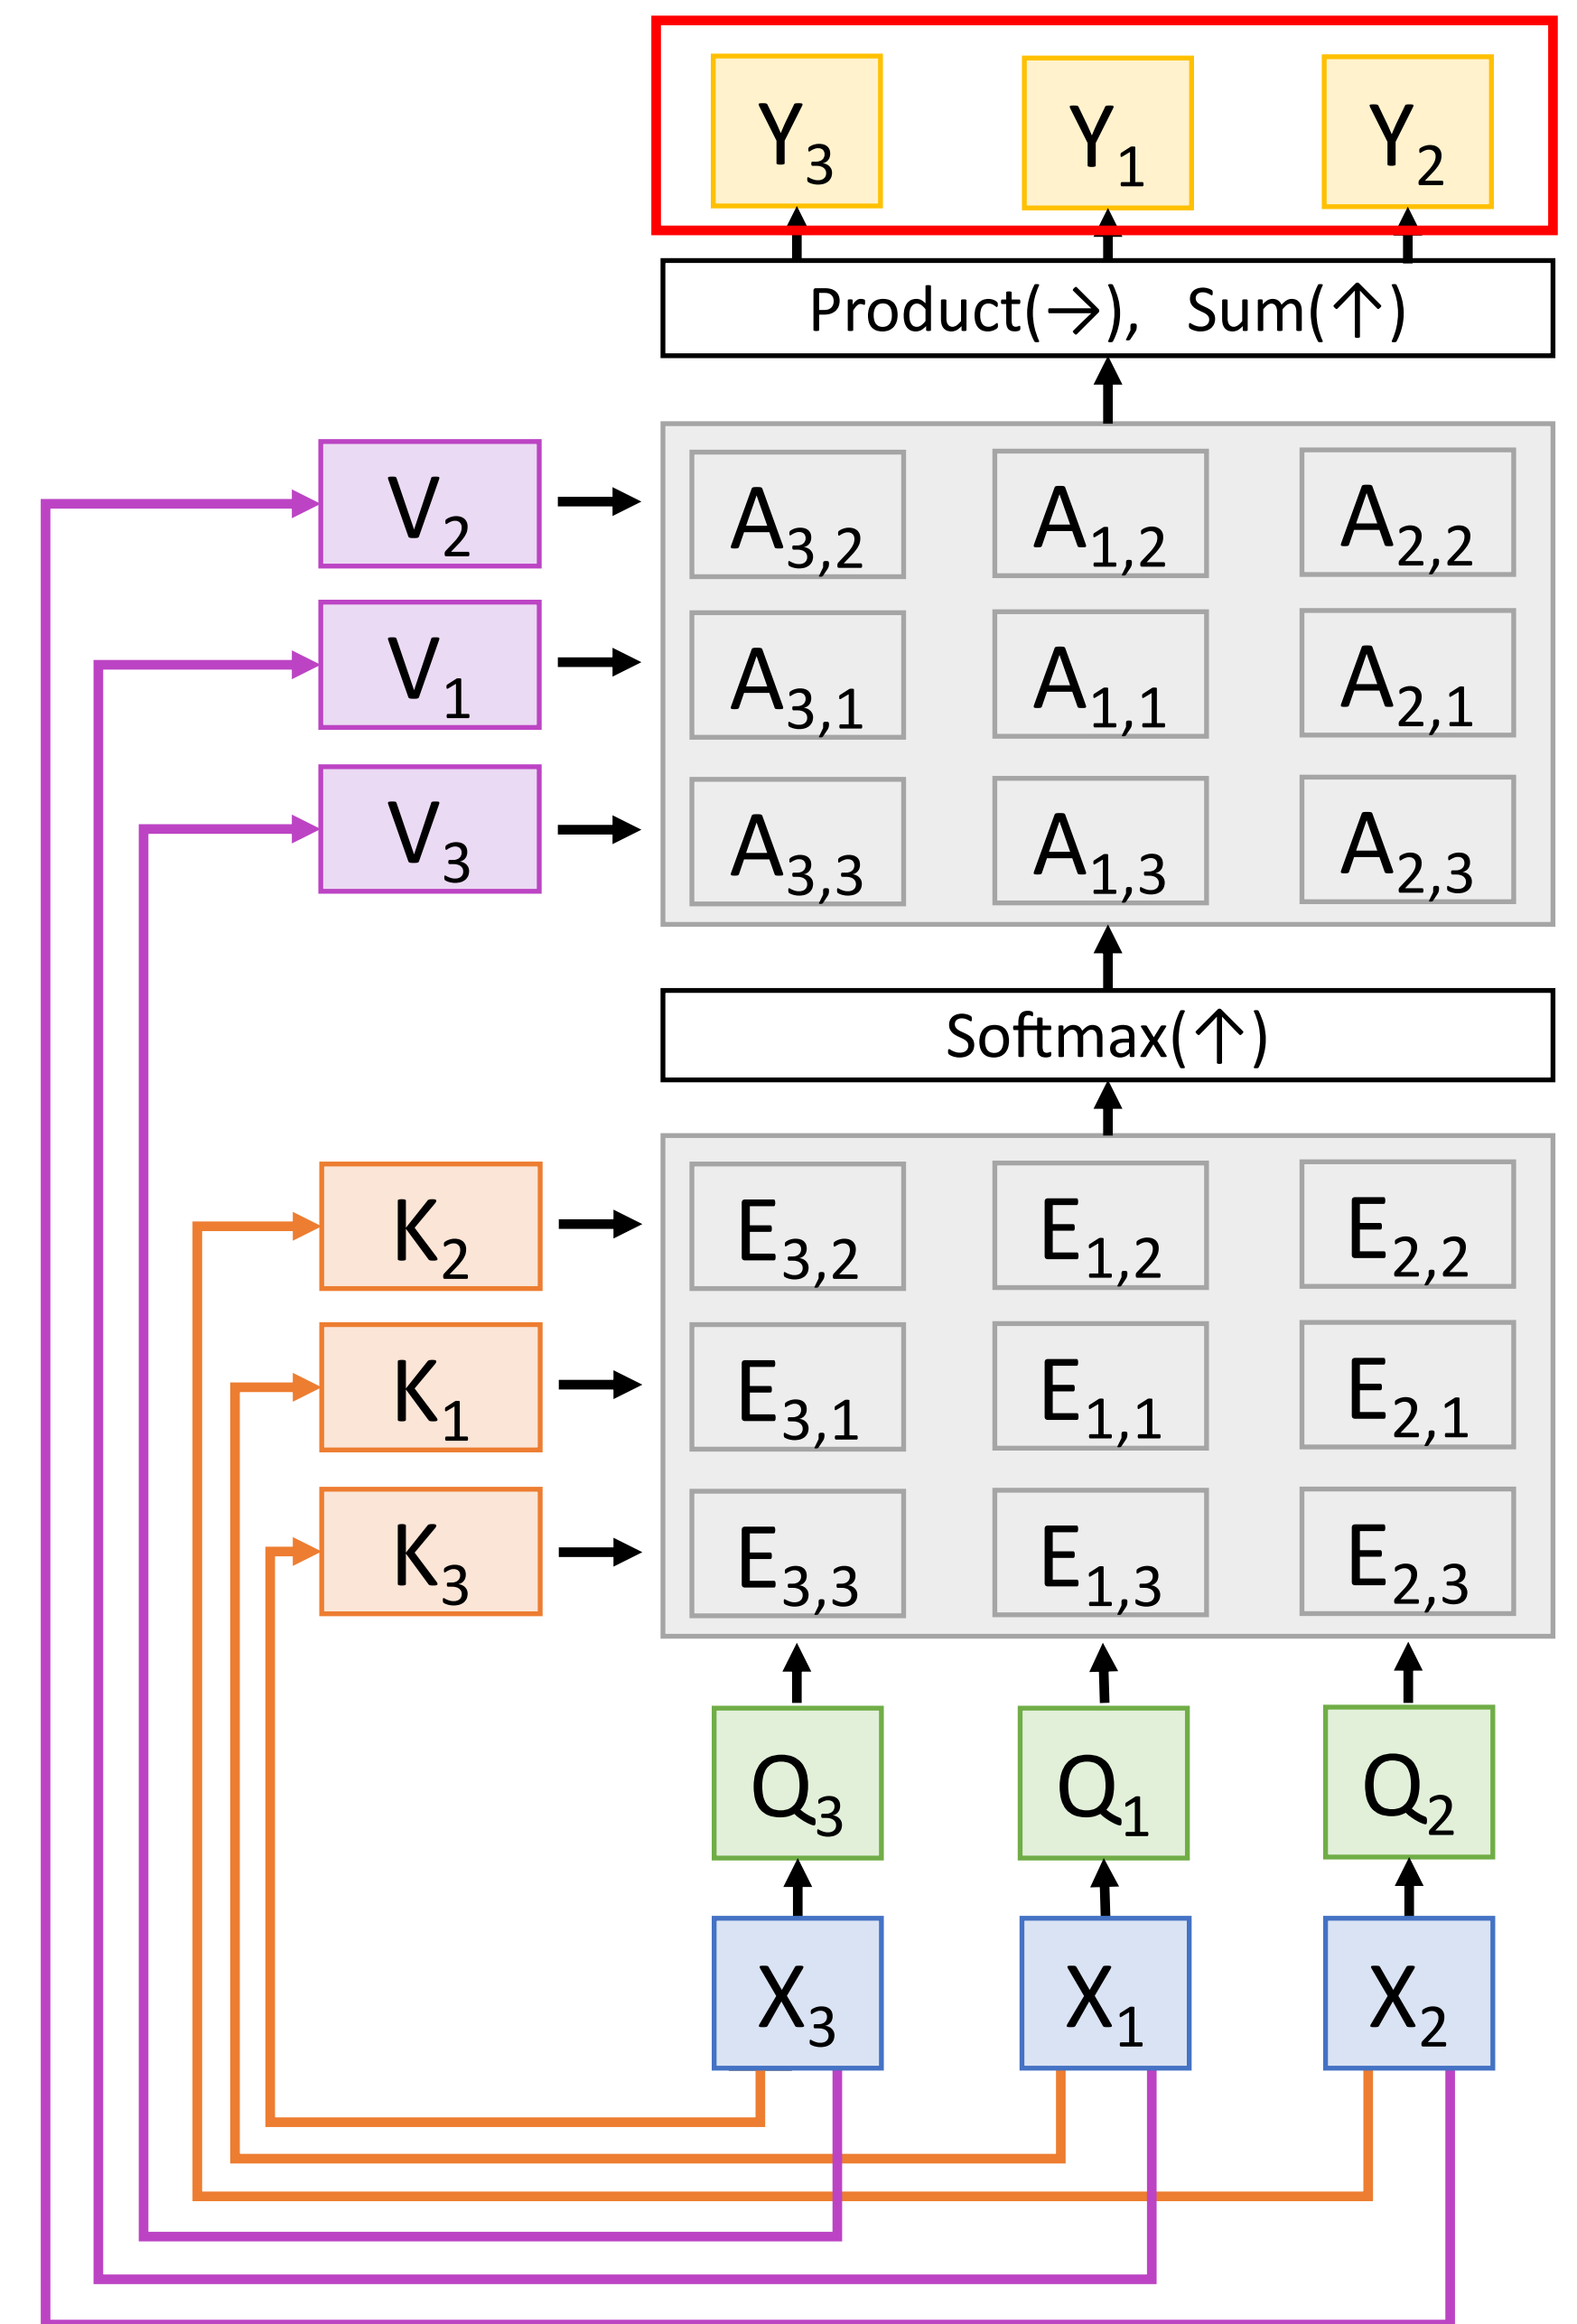 Y3 Y1 Y2
Product(→), Sum(↑)
V2 A3,2 A1,2 A2,2
V1 A3,1 A1,1 A2,1
V3 A3,3 A1,3 A2,3
Softmax(↑)
K2 E3,2 E1,2 E2,2
K1 E3,1 E1,1 E2,1
K3 E3,3 E1,3 E2,3
Q3 Q1 Q2
X3 X1 X2